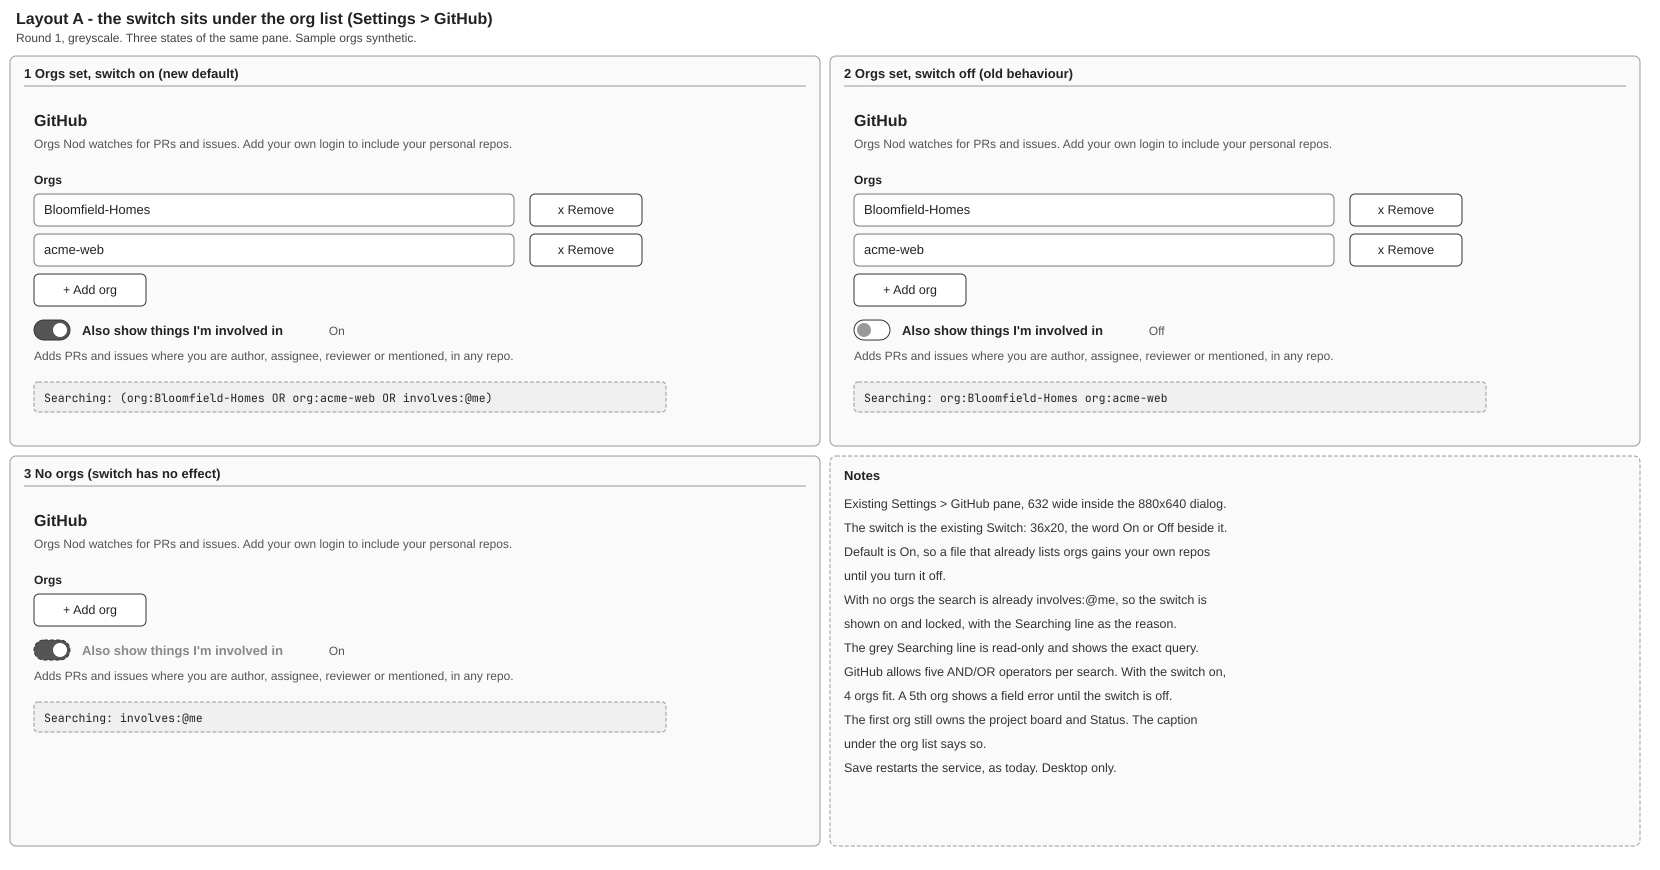 Layout A - the switch sits under the org list (Settings > GitHub)
Round 1, greyscale. Three states of the same pane. Sample orgs synthetic.
1 Orgs set, switch on (new default)
GitHub
Orgs Nod watches for PRs and issues. Add your own login to include your personal repos.
Orgs
Bloomfield-Homes
x Remove
acme-web
x Remove
+ Add org
Also show things I'm involved in
On
Adds PRs and issues where you are author, assignee, reviewer or mentioned, in any repo.
Searching: (org:Bloomfield-Homes OR org:acme-web OR involves:@me)
2 Orgs set, switch off (old behaviour)
GitHub
Orgs Nod watches for PRs and issues. Add your own login to include your personal repos.
Orgs
Bloomfield-Homes
x Remove
acme-web
x Remove
+ Add org
Also show things I'm involved in
Off
Adds PRs and issues where you are author, assignee, reviewer or mentioned, in any repo.
Searching: org:Bloomfield-Homes org:acme-web
3 No orgs (switch has no effect)
GitHub
Orgs Nod watches for PRs and issues. Add your own login to include your personal repos.
Orgs
+ Add org
Also show things I'm involved in
On
Adds PRs and issues where you are author, assignee, reviewer or mentioned, in any repo.
Searching: involves:@me
Notes
Existing Settings > GitHub pane, 632 wide inside the 880x640 dialog.
The switch is the existing Switch: 36x20, the word On or Off beside it.
Default is On, so a file that already lists orgs gains your own repos
until you turn it off.
With no orgs the search is already involves:@me, so the switch is
shown on and locked, with the Searching line as the reason.
The grey Searching line is read-only and shows the exact query.
GitHub allows five AND/OR operators per search. With the switch on,
4 orgs fit. A 5th org shows a field error until the switch is off.
The first org still owns the project board and Status. The caption
under the org list says so.
Save restarts the service, as today. Desktop only.